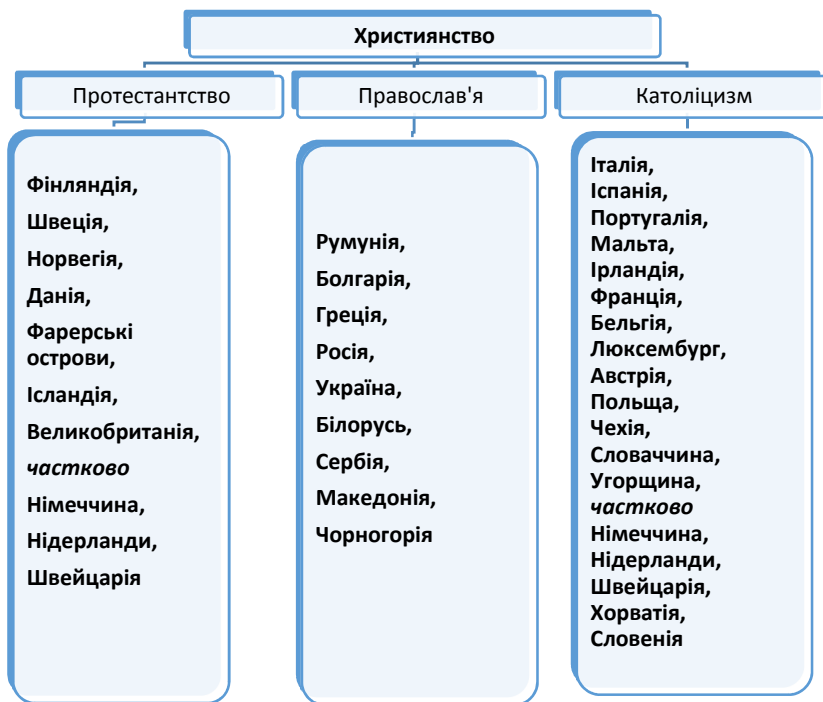 Християнство
Протестантство
Православ'я
Католіцизм
Фінляндія,
Швеція,
Норвегія,
Данія,
Фарерські
острови,
Ісландія,
Великобританія,
частково
Німеччина,
Нідерланди,
Швейцарія
Румунія,
Болгарія,
Греція,
Росія,
Україна,
Білорусь,
Сербія,
Македонія,
Чорногорія
Італія,
Іспанія,
Португалія,
Мальта,
Ірландія,
Франція,
Бельгія,
Люксембург,
Австрія,
Польща,
Чехія,
Словаччина,
Угорщина,
частково
Німеччина,
Нідерланди,
Швейцарія,
Хорватія,
Словенія